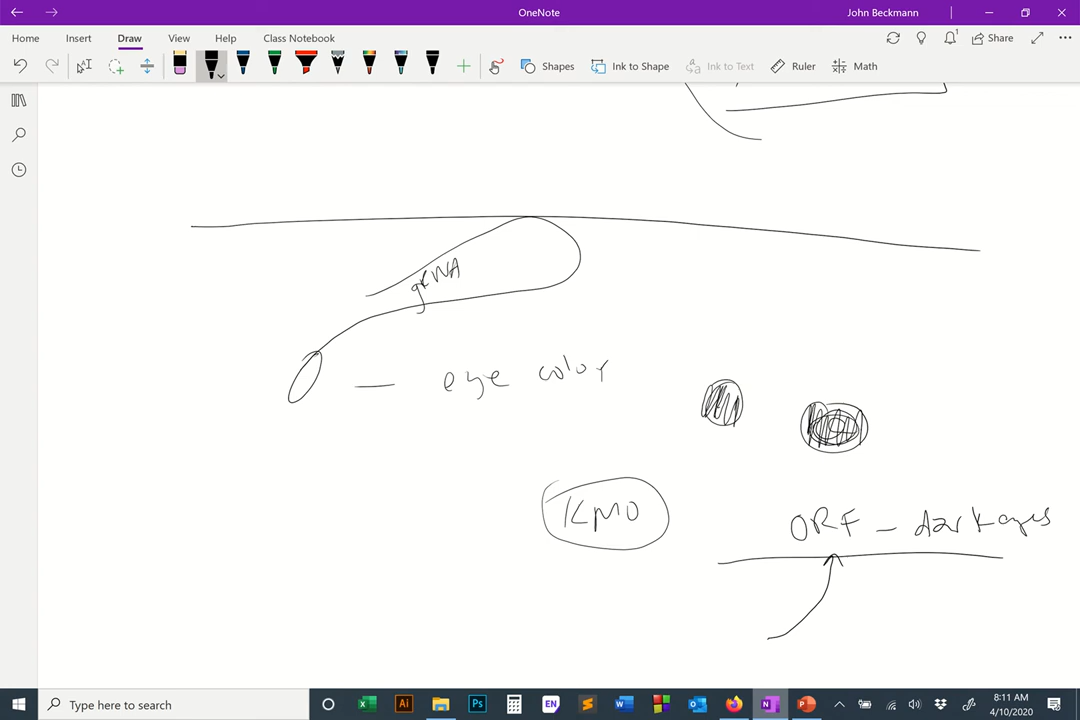 OneNote
John Beckmann
Home Insert Draw View Help Class Notebook
Share
Shapes Ink to Shape Ink to Text Ruler Math
gRNA
— eye color
KMO
ORF – dark eyes
Type here to search
8:11 AM
4/10/2020